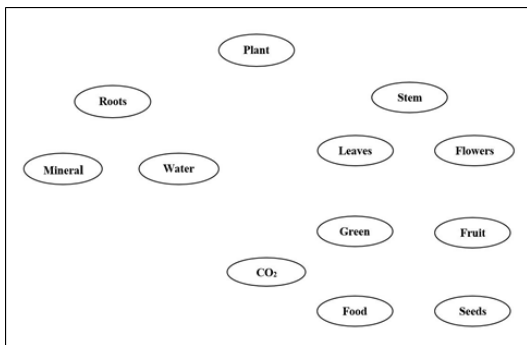 Plant
Roots
Stem
Leaves
Flowers
Mineral
Water
Green
Fruit
CO₂
Food
Seeds